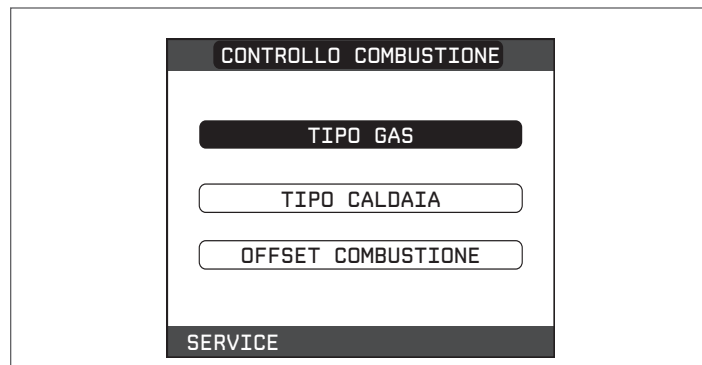 CONTROLLO COMBUSTIONE
TIPO GAS
TIPO CALDAIA
OFFSET COMBUSTIONE
SERVICE